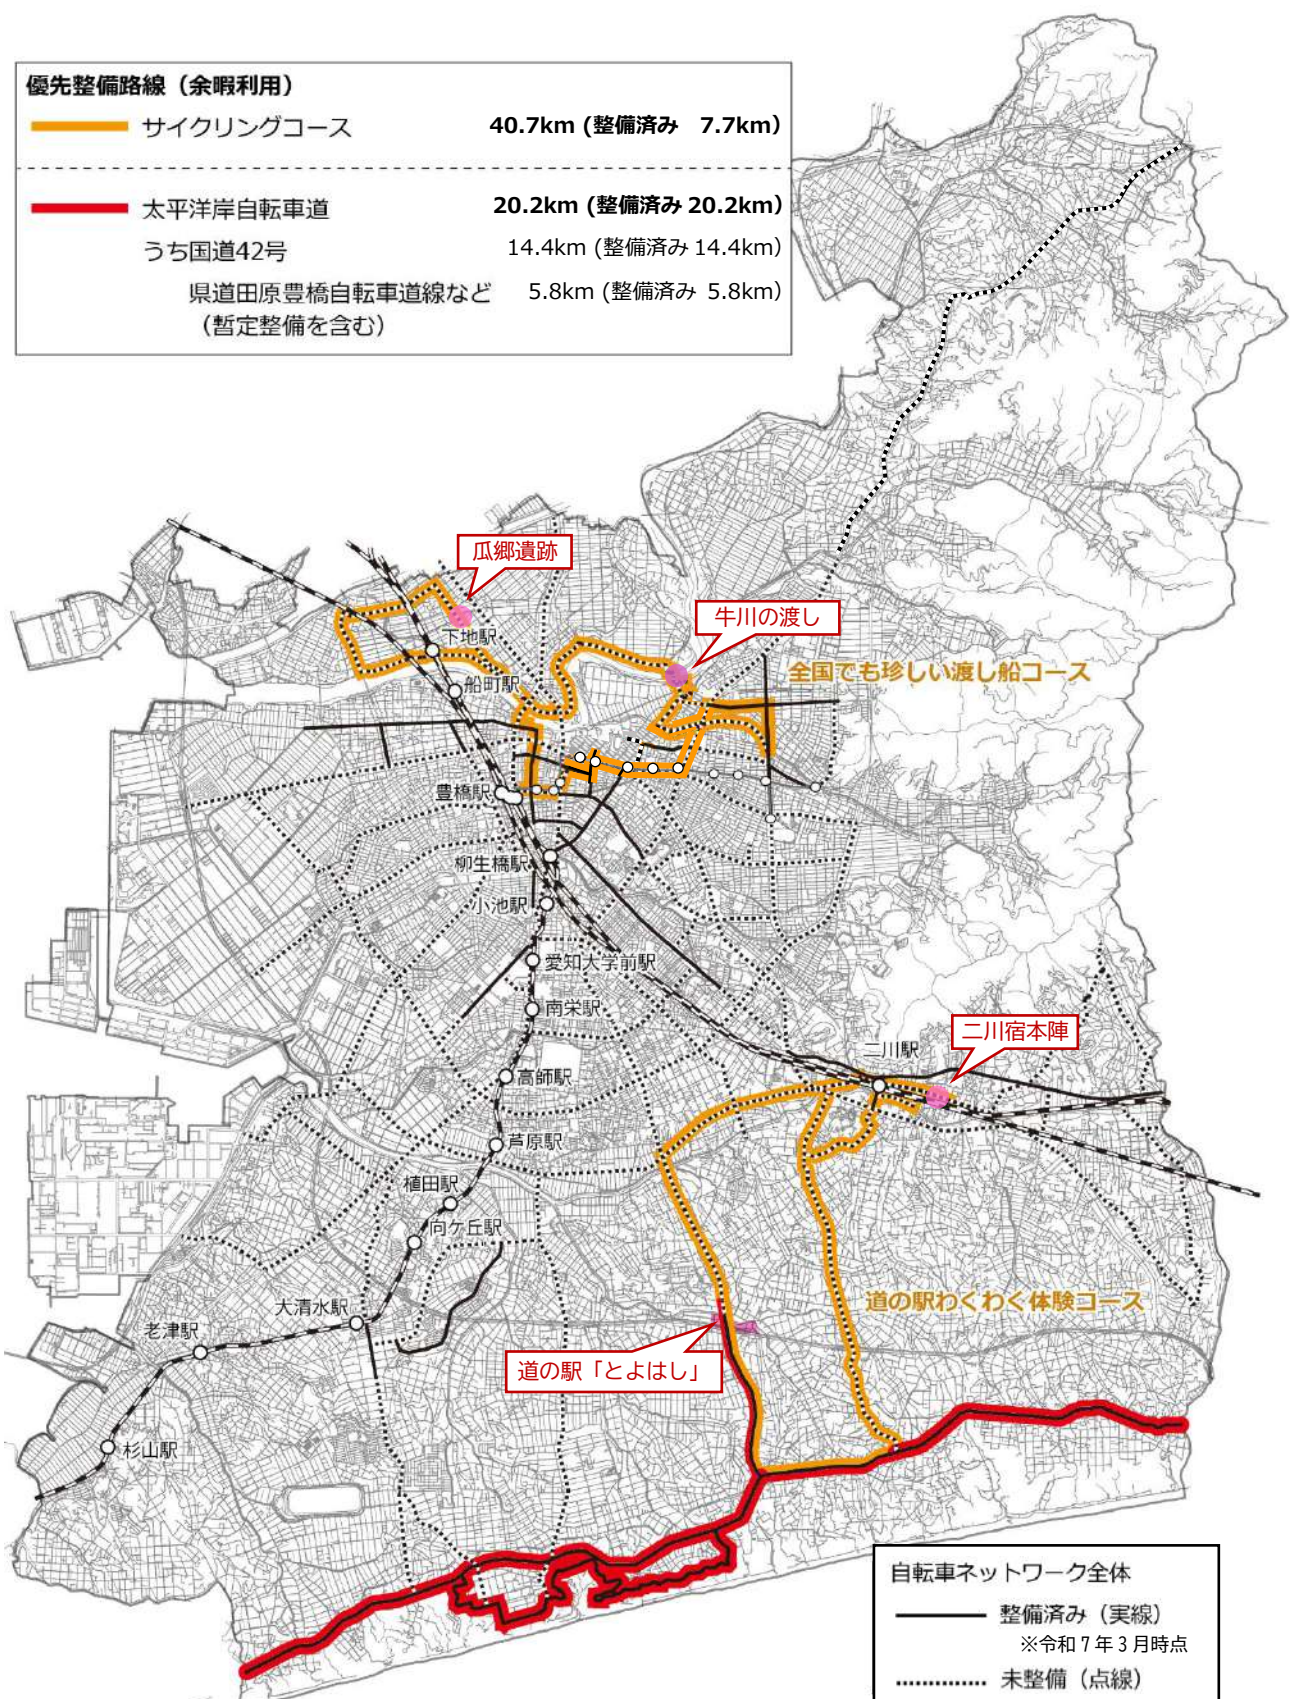 優先整備路線（余暇利用）
サイクリングコース 40.7km (整備済み 7.7km）
太平洋岸自転車道 20.2km (整備済み 20.2km）
うち国道42号 14.4km (整備済み 14.4km）
県道田原豊橋自転車道線など 5.8km (整備済み 5.8km）
（暫定整備を含む）
瓜郷遺跡
牛川の渡し
下地駅
全国でも珍しい渡し船コース
船町駅
豊橋駅
柳生橋駅
小池駅
愛知大学前駅
南栄駅
二川宿本陣
二川駅
高師駅
芦原駅
植田駅
向ケ丘駅
道の駅わくわく体験コース
大清水駅
老津駅
道の駅「とよはし」
杉山駅
自転車ネットワーク全体
整備済み（実線）
※令和７年３月時点
未整備（点線）